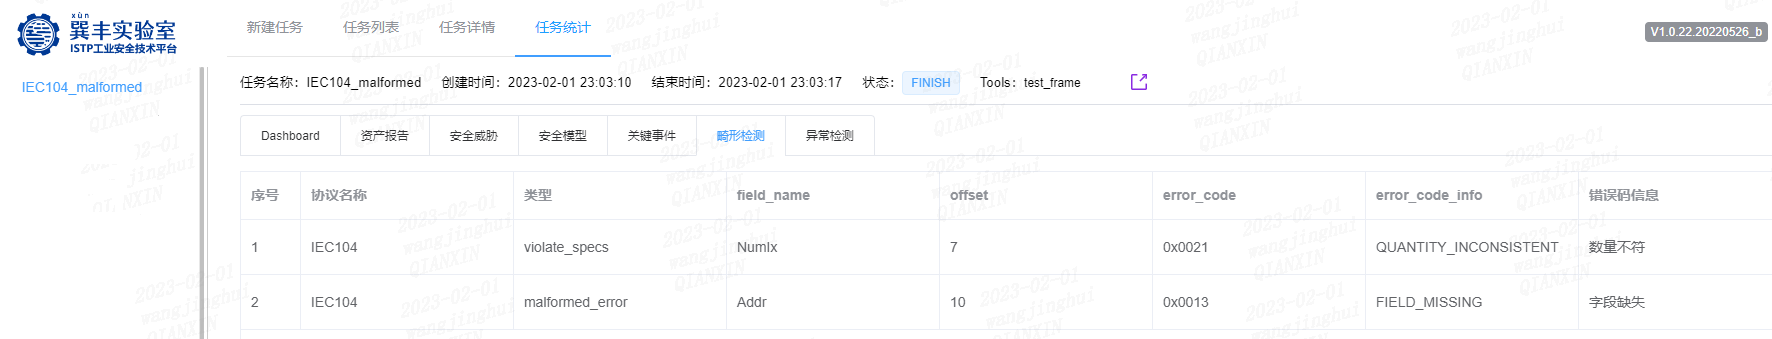 xùn
巽丰实验室
ISTP工业安全技术平台
新建任务 任务列表 任务详情 任务统计
V1.0.22.20220526_b
IEC104_malformed
任务名称：IEC104_malformed 创建时间：2023-02-01 23:03:10 结束时间：2023-02-01 23:03:17 状态： FINISH Tools：test_frame
Dashboard 资产报告 安全威胁 安全模型 关键事件 畸形检测 异常检测
序号 协议名称 类型 field_name offset error_code error_code_info 错误码信息
1 IEC104 violate_specs NumIx 7 0x0021 QUANTITY_INCONSISTENT 数量不符
2 IEC104 malformed_error Addr 10 0x0013 FIELD_MISSING 字段缺失
2023-02-01
wangjinghui
QIANXIN